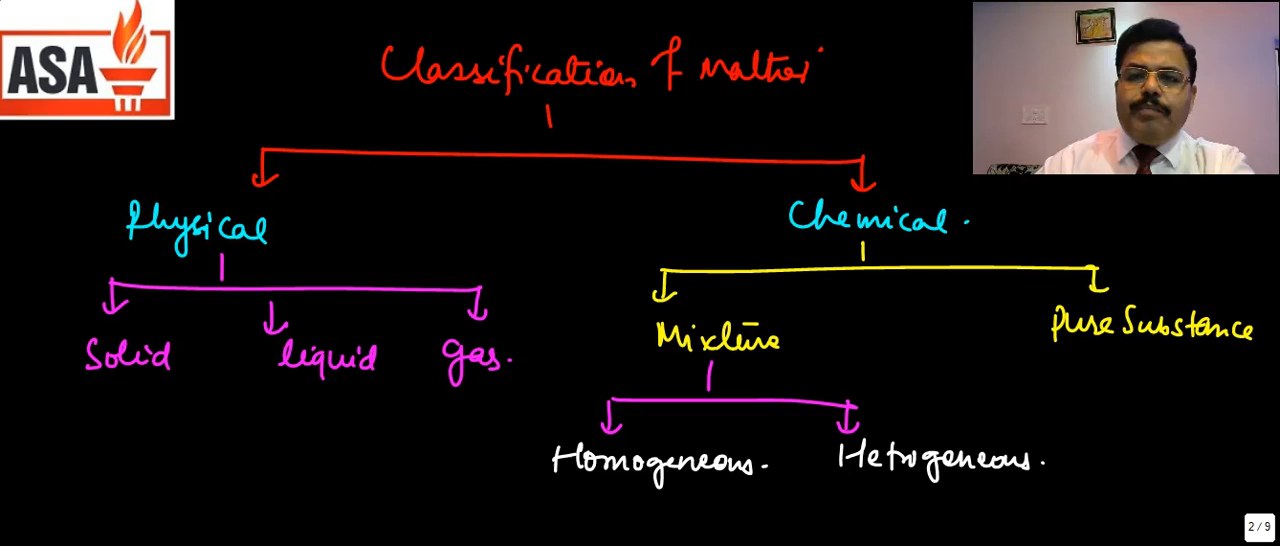 ASA
Classification of Matter
Physical
Chemical.
Solid
liquid
gas.
Mixture
Pure Substance
Homogeneous.
Hetrogeneous.
2/9